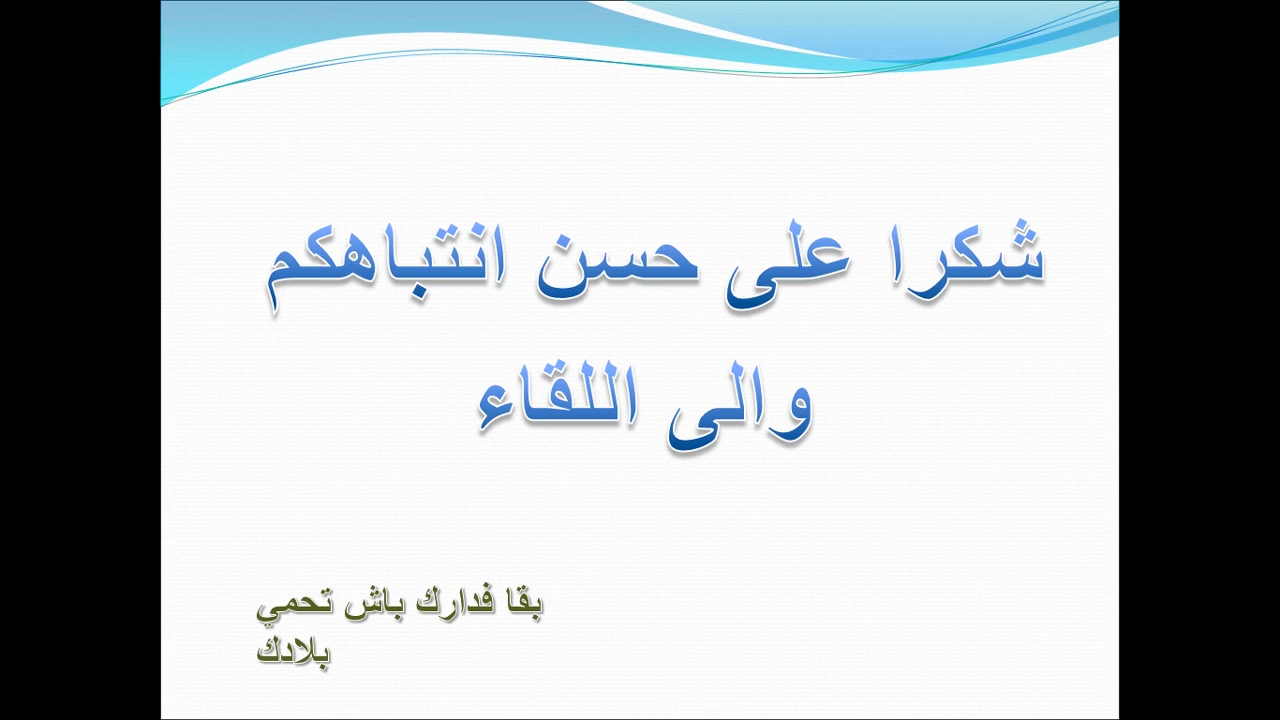 شكرا على حسن انتباهكم
والى اللقاء
بقا فدارك باش تحمي
بلادك